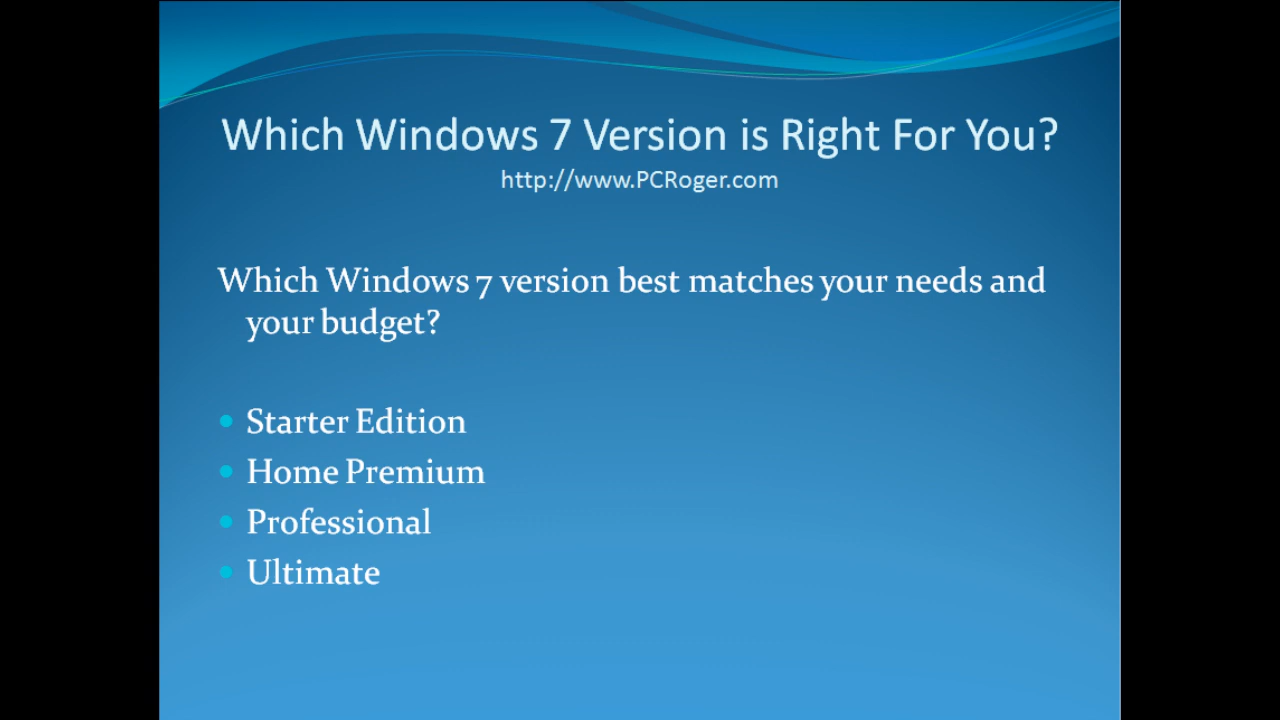 Which Windows 7 Version is Right For You?
http://www.PCRoger.com
Which Windows 7 version best matches your needs and
your budget?
• Starter Edition
• Home Premium
• Professional
• Ultimate